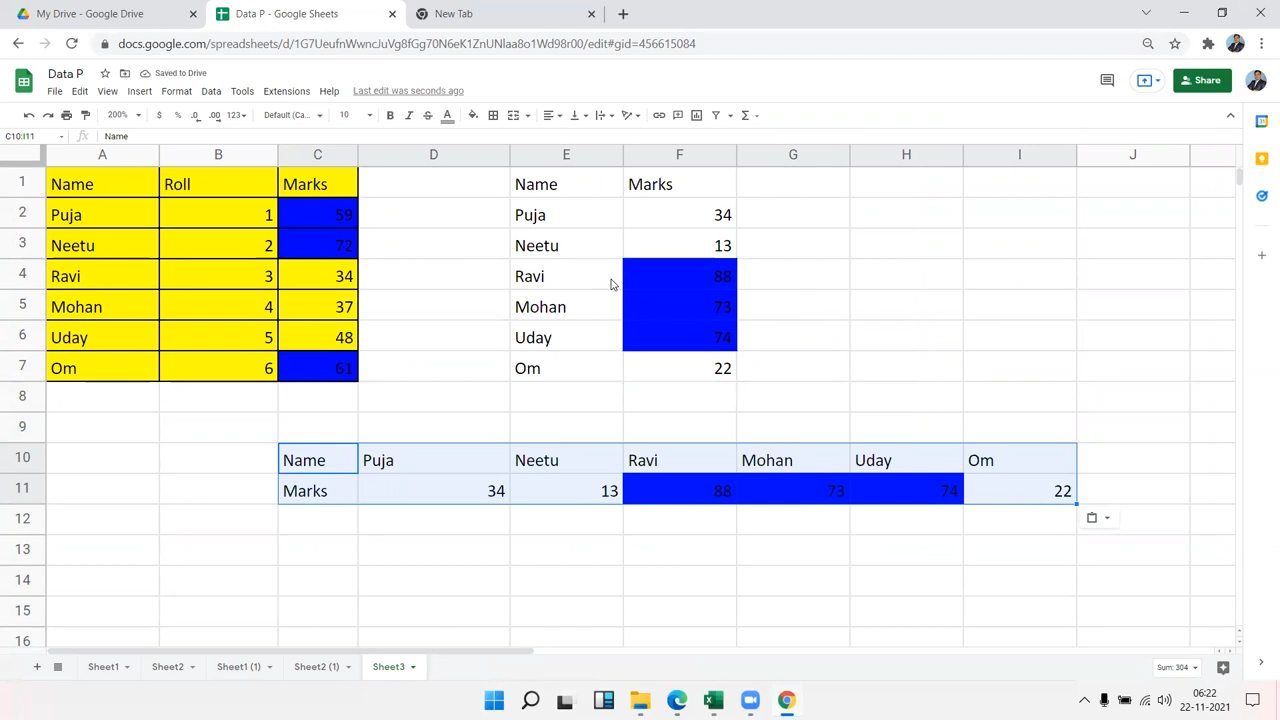 My Drive - Google Drive
Data P - Google Sheets
New Tab
docs.google.com/spreadsheets/d/1G7UeufnWwncJuVg8fGg70N6eK1ZnUNlaa8o1Wd98r00/edit#gid=456615084
Data P
Saved to Drive
File Edit View Insert Format Data Tools Extensions Help Last edit was seconds ago
Share
200% $ % .0 .00 123 Default (Ca... 10
C10:I11 fx Name
A B C D E F G H I J
1 Name Roll Marks Name Marks
2 Puja 1 59 Puja 34
3 Neetu 2 72 Neetu 13
4 Ravi 3 34 Ravi 88
5 Mohan 4 37 Mohan 73
6 Uday 5 48 Uday 74
7 Om 6 61 Om 22
8
9
10 Name Puja Neetu Ravi Mohan Uday Om
11 Marks 34 13 88 73 74 22
12
13
14
15
16
Sheet1 Sheet2 Sheet1 (1) Sheet2 (1) Sheet3
Sum: 304
06:22
22-11-2021